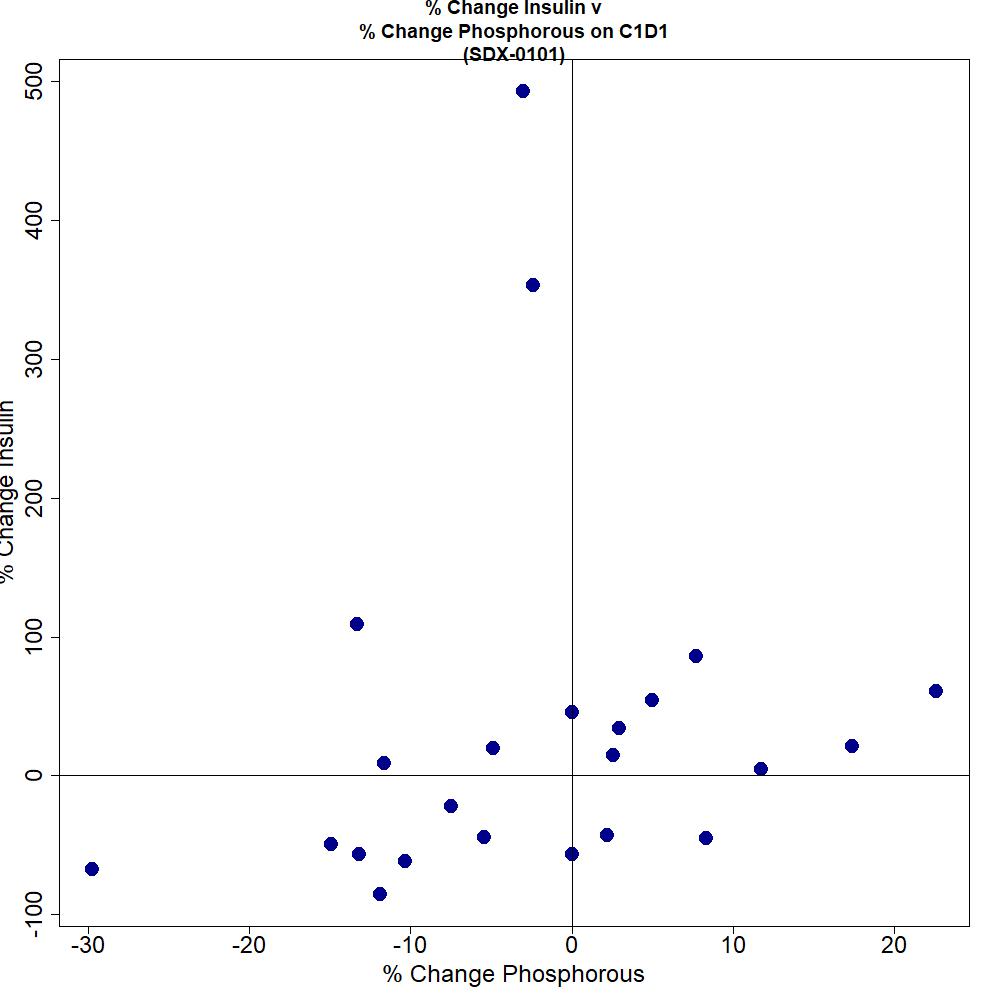 % Change Insulin v
% Change Phosphorous on C1D1
(SDX-0101)
500
400
300
200
100
0
-100
% Change Insulin
-30
-20
-10
0
10
20
% Change Phosphorous